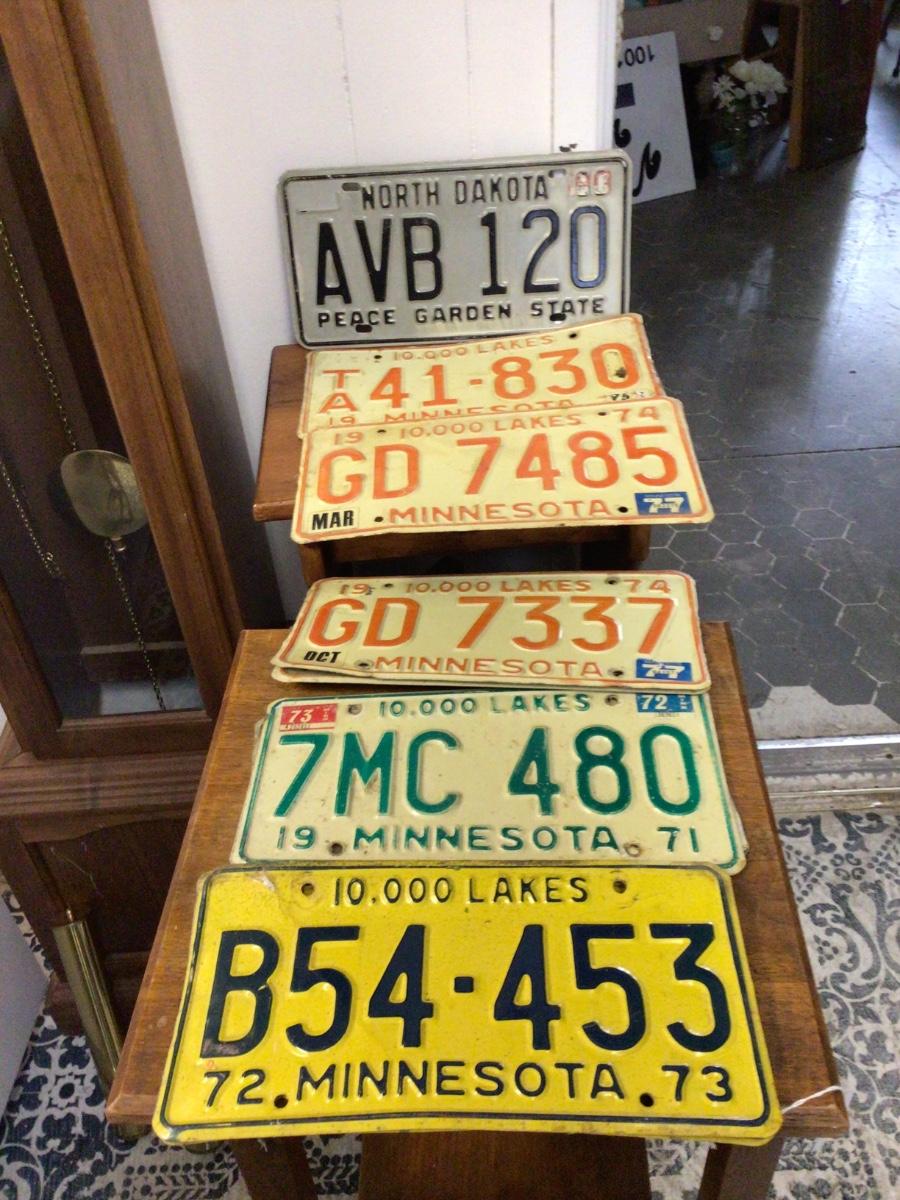 NORTH DAKOTA
AVB 120
PEACE GARDEN STATE
10.000 LAKES
TA 41-830
19 MINNESOTA 75
19 10,000 LAKES 74
GD 7485
MAR MINNESOTA 77
19 10.000 LAKES 74
GD 7337
OCT MINNESOTA 77
73 10.000 LAKES 72
7MC 480
19 MINNESOTA 71
10.000 LAKES
B54-453
72 MINNESOTA 73
100